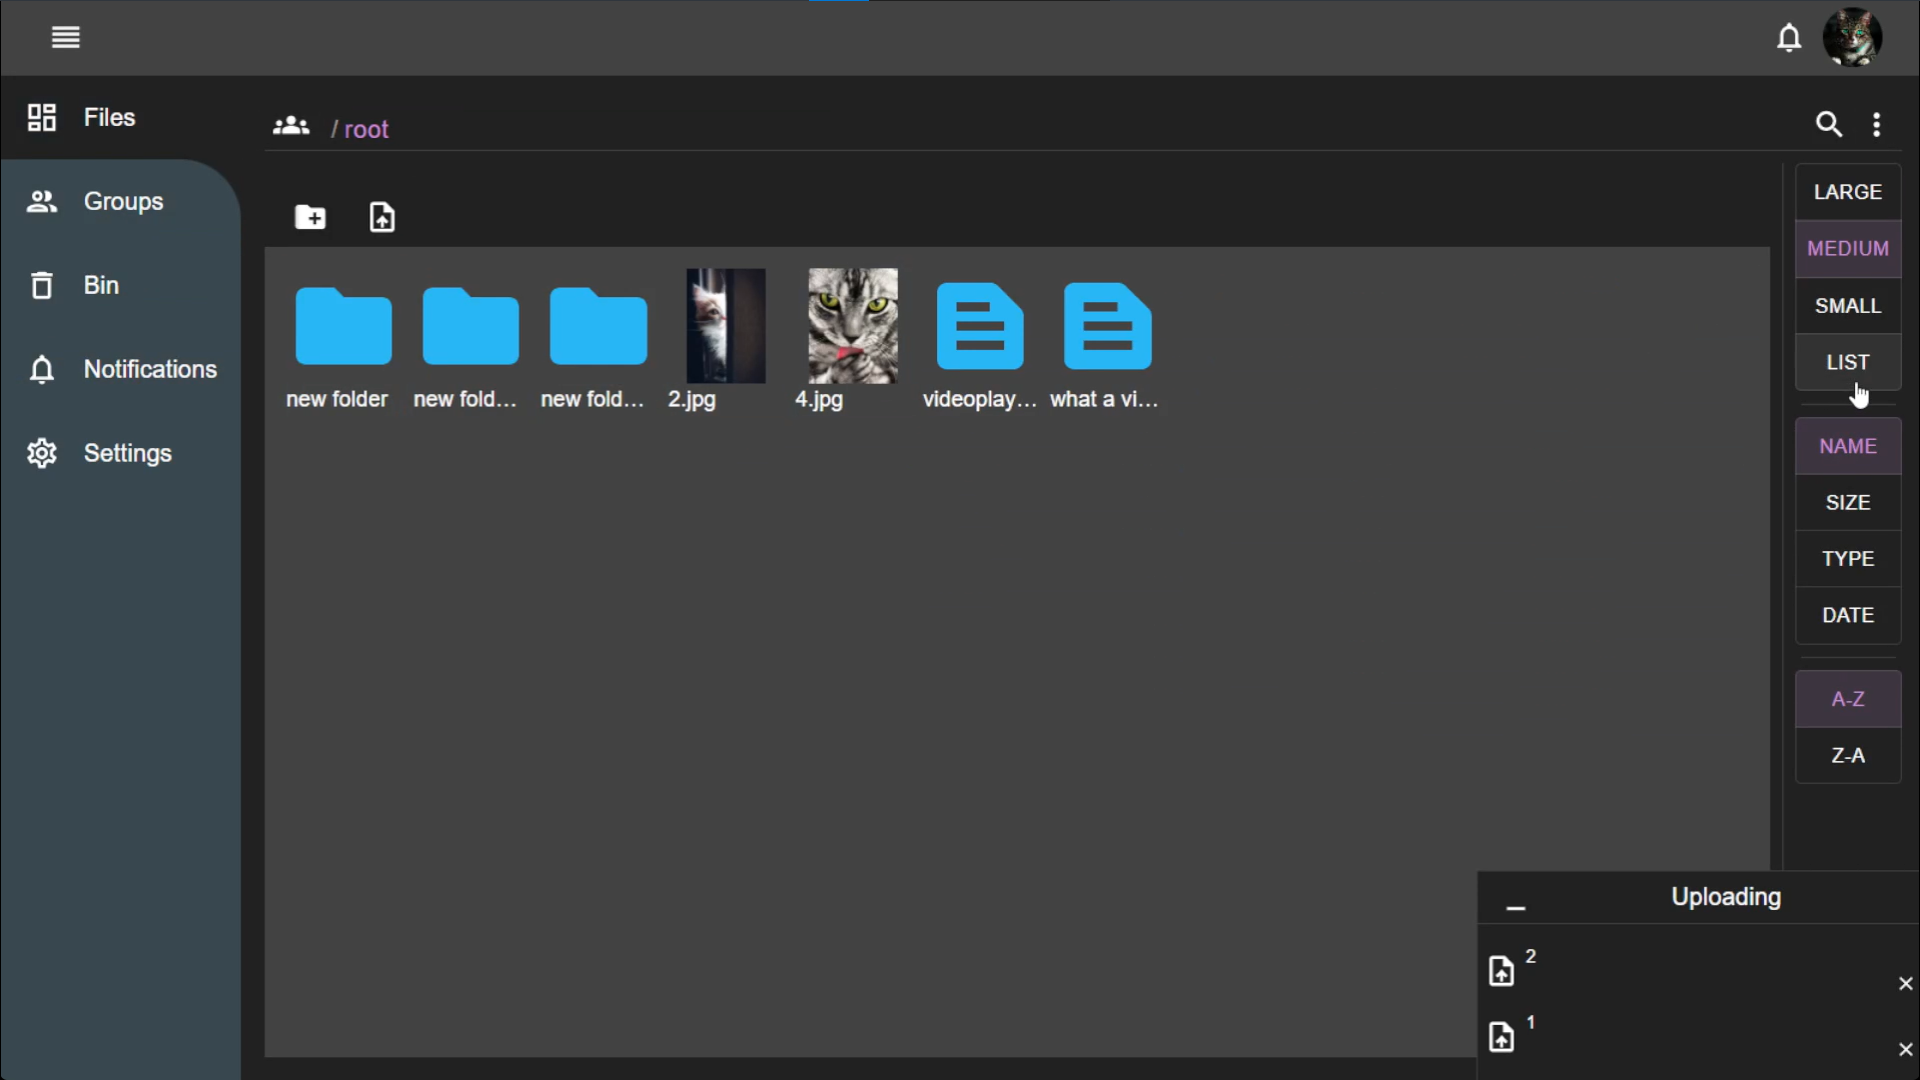 Files
Groups
Bin
Notifications
Settings
/ root
new folder
new fold...
new fold...
2.jpg
4.jpg
videoplay...
what a vi...
LARGE
MEDIUM
SMALL
LIST
NAME
SIZE
TYPE
DATE
A-Z
Z-A
Uploading
2
1